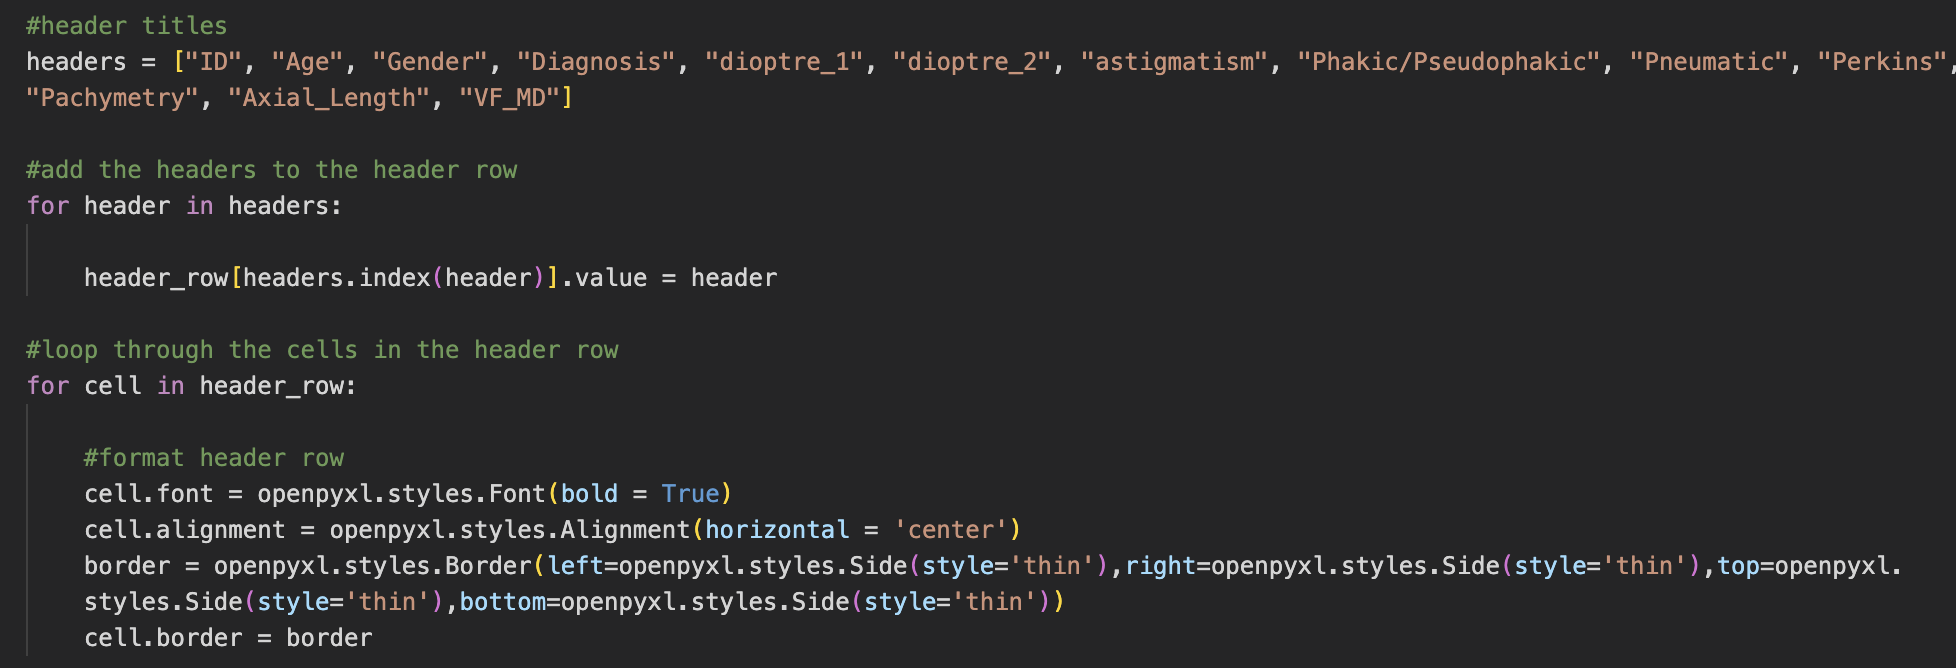 #header titles
headers = ["ID", "Age", "Gender", "Diagnosis", "dioptre_1", "dioptre_2", "astigmatism", "Phakic/Pseudophakic", "Pneumatic", "Perkins",
"Pachymetry", "Axial_Length", "VF_MD"]
#add the headers to the header row
for header in headers:
header_row[headers.index(header)].value = header
#loop through the cells in the header row
for cell in header_row:
#format header row
cell.font = openpyxl.styles.Font(bold = True)
cell.alignment = openpyxl.styles.Alignment(horizontal = 'center')
border = openpyxl.styles.Border(left=openpyxl.styles.Side(style='thin'),right=openpyxl.styles.Side(style='thin'),top=openpyxl.
styles.Side(style='thin'),bottom=openpyxl.styles.Side(style='thin'))
cell.border = border